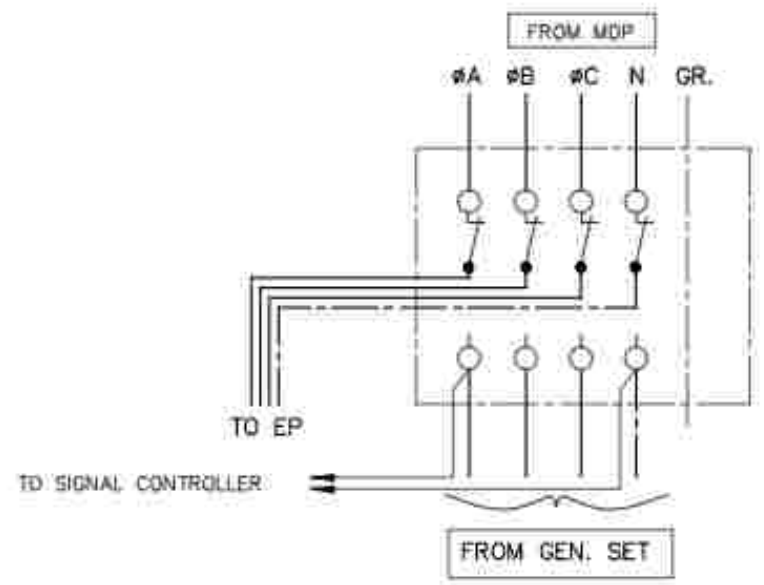 FROM MDP
øA øB øC N GR.
TO EP
TO SIGNAL CONTROLLER
FROM GEN. SET